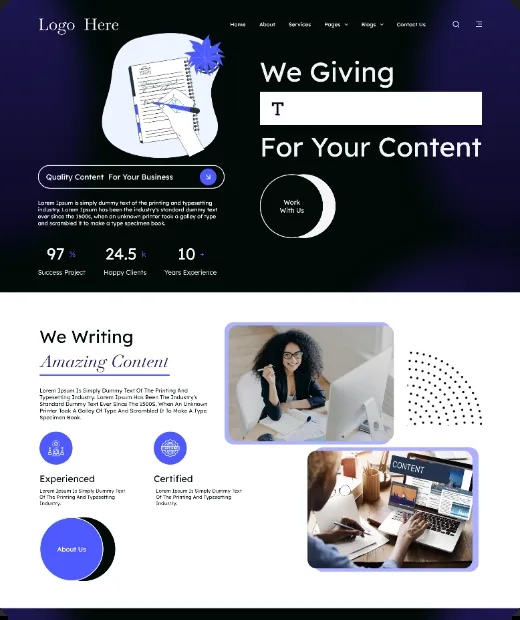 Logo Here
Home About Services Pages Blogs Contact Us
We Giving
T
For Your Content
Quality Content For Your Business
Work
With Us
Lorem Ipsum is simply dummy text of the printing and typesetting
industry. Lorem Ipsum has been the industry's standard dummy text
ever since the 1500s, when an unknown printer took a galley of type
and scrambled it to make a type specimen book.
97 % 24.5 k 10 +
Success Project Happy Clients Years Experience
We Writing
Amazing Content
Lorem Ipsum Is Simply Dummy Text Of The Printing And
Typesetting Industry. Lorem Ipsum Has Been The Industry's
Standard Dummy Text Ever Since The 1500S, When An Unknown
Printer Took A Galley Of Type And Scrambled It To Make A Type
Specimen Book.
Experienced
Lorem Ipsum Is Simply Dummy Text
Of The Printing And Typesetting
Industry.
Certified
Lorem Ipsum Is Simply Dummy Text
Of The Printing And Typesetting
Industry.
About Us
CONTENT